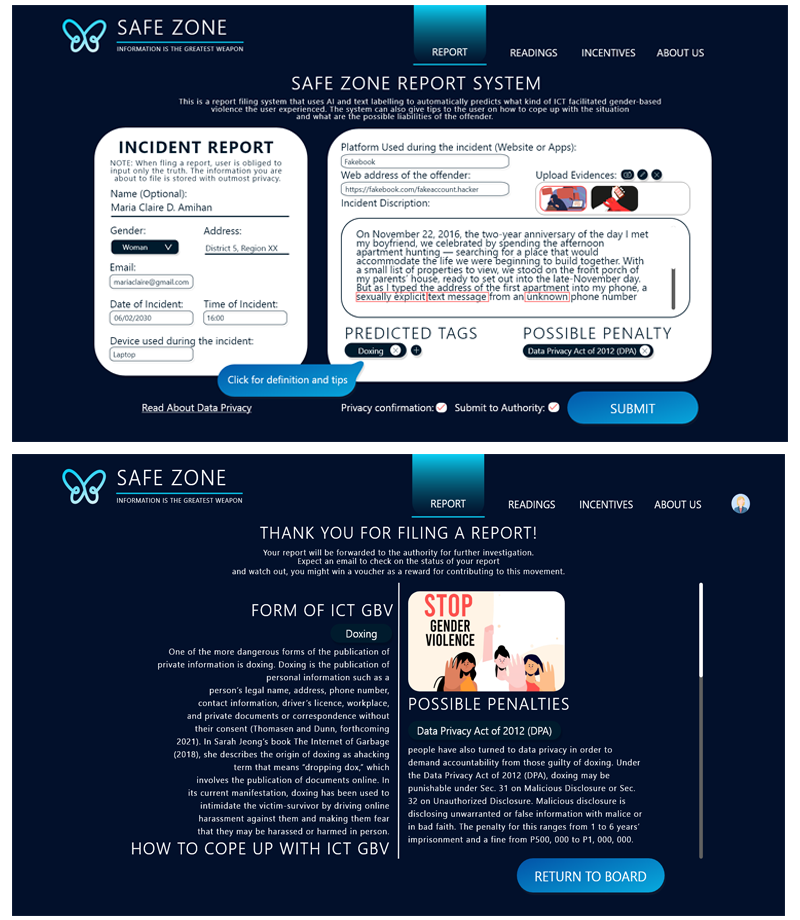 SAFE ZONE
INFORMATION IS THE GREATEST WEAPON
REPORT
READINGS
INCENTIVES
ABOUT US
SAFE ZONE REPORT SYSTEM
This is a report filing system that uses AI and text labelling to automatically predicts what kind of ICT facilitated gender-based
violence the user experienced. The system can also give tips to the user on how to cope up with the situation
and what are the possible liabilities of the offender.
INCIDENT REPORT
NOTE: When fling a report, user is obliged to
input only the truth. The information you are
about to file is stored with outmost privacy.
Name (Optional):
Maria Claire D. Amihan
Gender:
Address:
Woman
District 5, Region XX
Email:
mariaclaire@gmail.com
Date of Incident:
Time of Incident:
06/02/2030
16:00
Device used during the incident:
Laptop
Platform Used during the incident (Website or Apps):
Fakebook
Web address of the offender:
https://fakebook.com/fakeaccount.hacker
Upload Evidences:
Incident Discription:
On November 22, 2016, the two-year anniversary of the day I met
my boyfriend, we celebrated by spending the afternoon
apartment hunting — searching for a place that would
accommodate the life we were beginning to build together. With
a small list of properties to view, we stood on the front porch of
my parents' house, ready to set out into the late-November day.
But as I typed the address of the first apartment into my phone, a
sexually explicit text message from an unknown phone number
PREDICTED TAGS
POSSIBLE PENALTY
Doxing
Data Privacy Act of 2012 (DPA)
Click for definition and tips
Read About Data Privacy
Privacy confirmation:
Submit to Authority:
SUBMIT
SAFE ZONE
INFORMATION IS THE GREATEST WEAPON
REPORT
READINGS
INCENTIVES
ABOUT US
THANK YOU FOR FILING A REPORT!
Your report will be forwarded to the authority for further investigation.
Expect an email to check on the status of your report
and watch out, you might win a voucher as a reward for contributing to this movement.
FORM OF ICT GBV
Doxing
One of the more dangerous forms of the publication of
private information is doxing. Doxing is the publication of
personal information such as a
person's legal name, address, phone number,
contact information, driver's licence, workplace,
and private documents or correspondence without
their consent (Thomasen and Dunn, forthcoming
2021). In Sarah Jeong's book The Internet of Garbage
(2018), she describes the origin of doxing as ahacking
term that means "dropping dox," which
involves the publication of documents online. In
its current manifestation, doxing has been used to
intimidate the victim-survivor by driving online
harassment against them and making them fear
that they may be harassed or harmed in person.
HOW TO COPE UP WITH ICT GBV
STOP
GENDER
VIOLENCE
POSSIBLE PENALTIES
Data Privacy Act of 2012 (DPA)
people have also turned to data privacy in order to
demand accountability from those guilty of doxing. Under
the Data Privacy Act of 2012 (DPA), doxing may be
punishable under Sec. 31 on Malicious Disclosure or Sec.
32 on Unauthorized Disclosure. Malicious disclosure is
disclosing unwarranted or false information with malice or
in bad faith. The penalty for this ranges from 1 to 6 years'
imprisonment and a fine from P500, 000 to P1, 000, 000.
RETURN TO BOARD